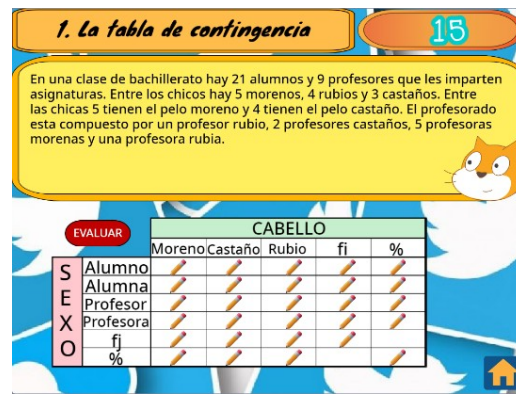 1. La tabla de contingencia
15
En una clase de bachillerato hay 21 alumnos y 9 profesores que les imparten
asignaturas. Entre los chicos hay 5 morenos, 4 rubios y 3 castaños. Entre
las chicas 5 tienen el pelo moreno y 4 tienen el pelo castaño. El profesorado
esta compuesto por un profesor rubio, 2 profesores castaños, 5 profesoras
morenas y una profesora rubia.
EVALUAR
CABELLO
Moreno Castaño Rubio fi %
SEXO
Alumno
Alumna
Profesor
Profesora
fj
%